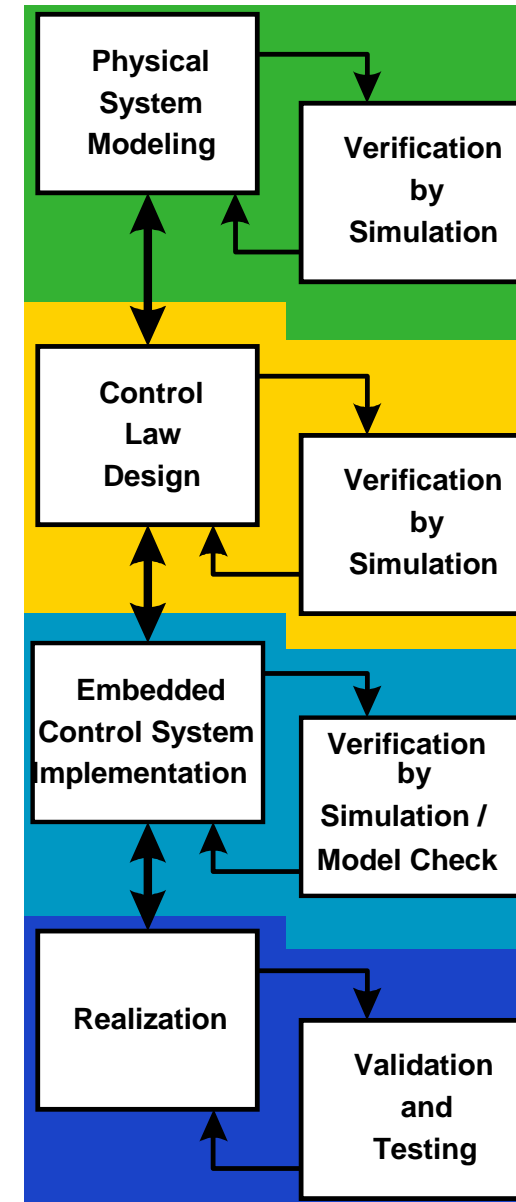 Physical
System
Modeling
Verification
by
Simulation
Control
Law
Design
Verification
by
Simulation
Embedded
Control System
Implementation
Verification
by
Simulation /
Model Check
Realization
Validation
and
Testing